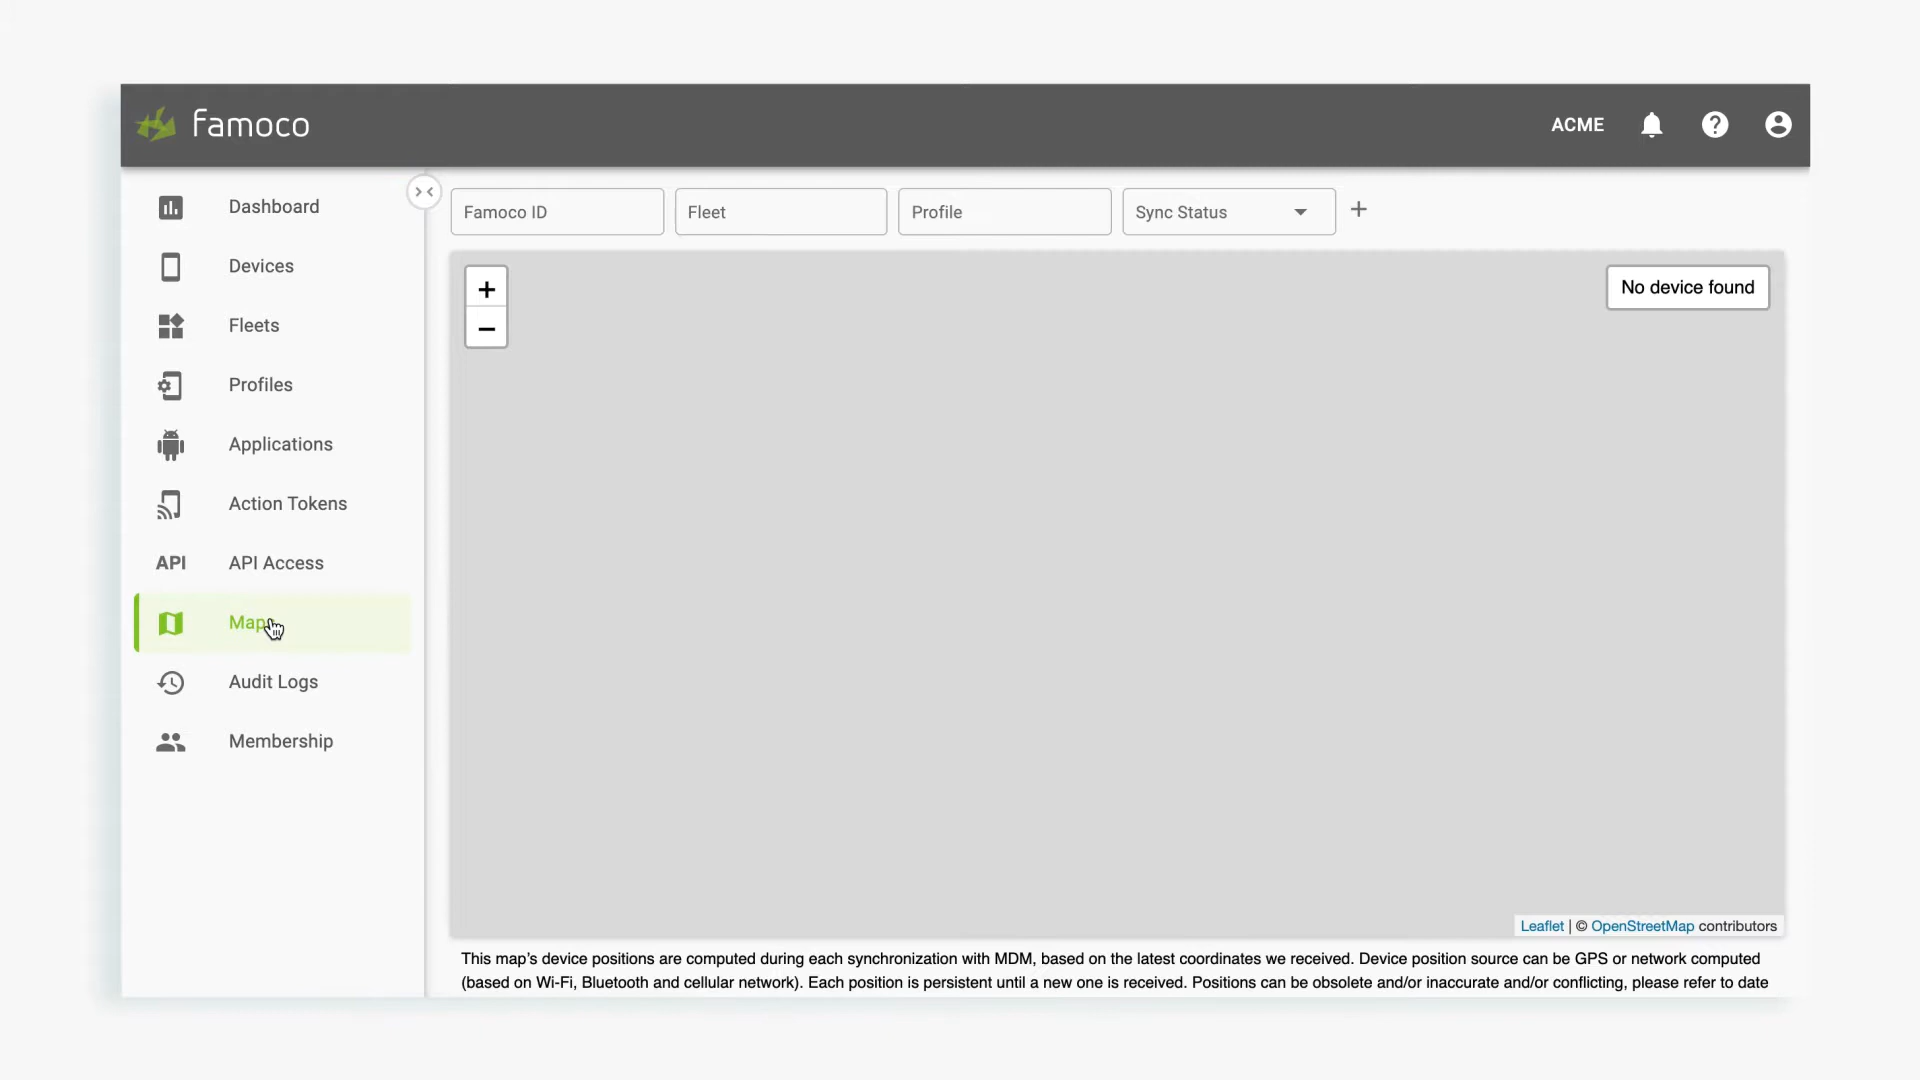 famoco
ACME
Dashboard
Devices
Fleets
Profiles
Applications
Action Tokens
API API Access
Map
Audit Logs
Membership
Famoco ID
Fleet
Profile
Sync Status
+
+
−
No device found
Leaflet | © OpenStreetMap contributors
This map’s device positions are computed during each synchronization with MDM, based on the latest coordinates we received. Device position source can be GPS or network computed
(based on Wi-Fi, Bluetooth and cellular network). Each position is persistent until a new one is received. Positions can be obsolete and/or inaccurate and/or conflicting, please refer to date